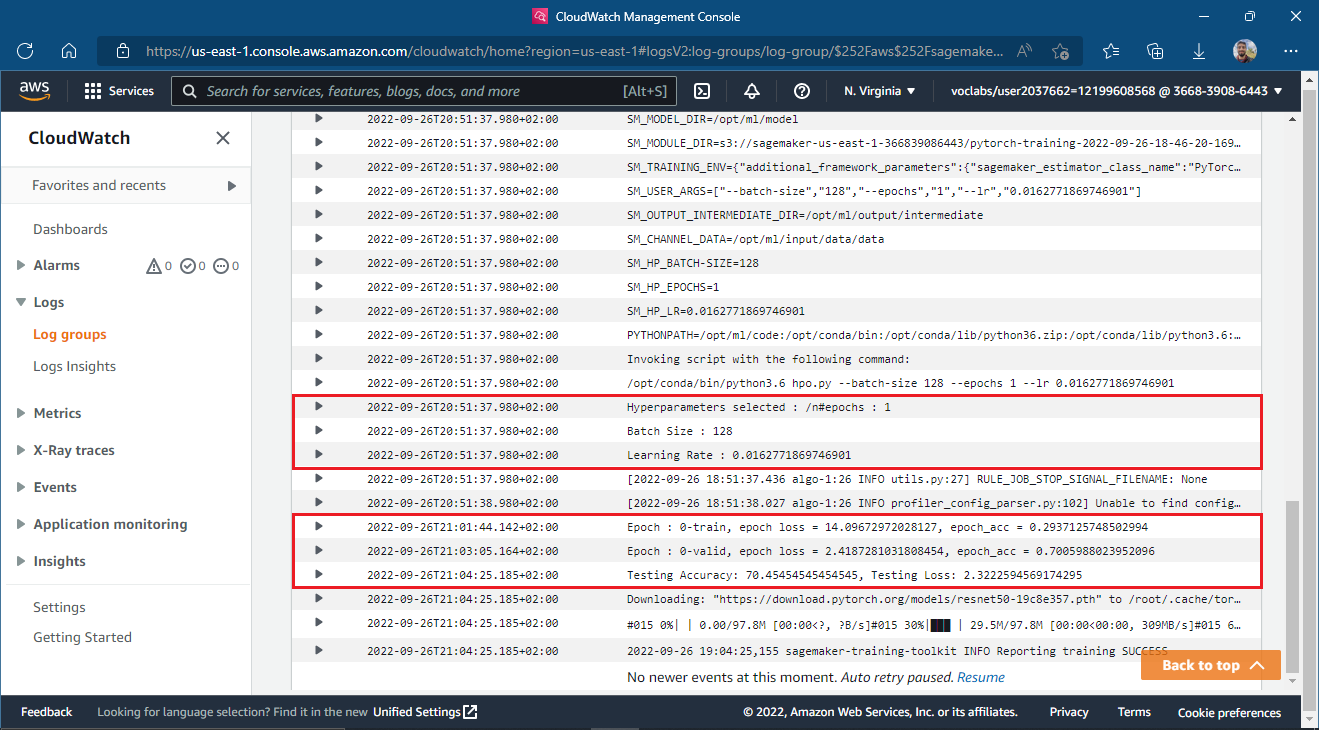 CloudWatch Management Console
https://us-east-1.console.aws.amazon.com/cloudwatch/home?region=us-east-1#logsV2:log-groups/log-group/$252Faws$252Fsagemake...
aws
Services
Search for services, features, blogs, docs, and more
[Alt+S]
N. Virginia
voclabs/user2037662=12199608568 @ 3668-3908-6443
CloudWatch
Favorites and recents
Dashboards
Alarms
0
0
0
Logs
Log groups
Logs Insights
Metrics
X-Ray traces
Events
Application monitoring
Insights
Settings
Getting Started
2022-09-26T20:51:37.980+02:00 SM_MODEL_DIR=/opt/ml/model
2022-09-26T20:51:37.980+02:00 SM_MODULE_DIR=s3://sagemaker-us-east-1-366839086443/pytorch-training-2022-09-26-18-46-20-169...
2022-09-26T20:51:37.980+02:00 SM_TRAINING_ENV={"additional_framework_parameters":{"sagemaker_estimator_class_name":"PyTorc...
2022-09-26T20:51:37.980+02:00 SM_USER_ARGS=["--batch-size","128","--epochs","1","--lr","0.0162771869746901"]
2022-09-26T20:51:37.980+02:00 SM_OUTPUT_INTERMEDIATE_DIR=/opt/ml/output/intermediate
2022-09-26T20:51:37.980+02:00 SM_CHANNEL_DATA=/opt/ml/input/data/data
2022-09-26T20:51:37.980+02:00 SM_HP_BATCH-SIZE=128
2022-09-26T20:51:37.980+02:00 SM_HP_EPOCHS=1
2022-09-26T20:51:37.980+02:00 SM_HP_LR=0.0162771869746901
2022-09-26T20:51:37.980+02:00 PYTHONPATH=/opt/ml/code:/opt/conda/bin:/opt/conda/lib/python36.zip:/opt/conda/lib/python3.6:...
2022-09-26T20:51:37.980+02:00 Invoking script with the following command:
2022-09-26T20:51:37.980+02:00 /opt/conda/bin/python3.6 hpo.py --batch-size 128 --epochs 1 --lr 0.0162771869746901
2022-09-26T20:51:37.980+02:00 Hyperparameters selected : /n#epochs : 1
2022-09-26T20:51:37.980+02:00 Batch Size : 128
2022-09-26T20:51:37.980+02:00 Learning Rate : 0.0162771869746901
2022-09-26T20:51:37.980+02:00 [2022-09-26 18:51:37.436 algo-1:26 INFO utils.py:27] RULE_JOB_STOP_SIGNAL_FILENAME: None
2022-09-26T20:51:38.980+02:00 [2022-09-26 18:51:38.027 algo-1:26 INFO profiler_config_parser.py:102] Unable to find config...
2022-09-26T21:01:44.142+02:00 Epoch : 0-train, epoch loss = 14.09672972028127, epoch_acc = 0.2937125748502994
2022-09-26T21:03:05.164+02:00 Epoch : 0-valid, epoch loss = 2.4187281031808454, epoch_acc = 0.7005988023952096
2022-09-26T21:04:25.185+02:00 Testing Accuracy: 70.45454545454545, Testing Loss: 2.3222594569174295
2022-09-26T21:04:25.185+02:00 Downloading: "https://download.pytorch.org/models/resnet50-19c8e357.pth" to /root/.cache/tor...
2022-09-26T21:04:25.185+02:00 #015 0%| | 0.00/97.8M [00:00<?, ?B/s]#015 30%|███ | 29.5M/97.8M [00:00<00:00, 309MB/s]#015 6...
2022-09-26T21:04:25.185+02:00 2022-09-26 19:04:25,155 sagemaker-training-toolkit INFO Reporting training SUCCESS
Back to top
No newer events at this moment. Auto retry paused. Resume
Feedback
Looking for language selection? Find it in the new Unified Settings
© 2022, Amazon Web Services, Inc. or its affiliates.
Privacy
Terms
Cookie preferences